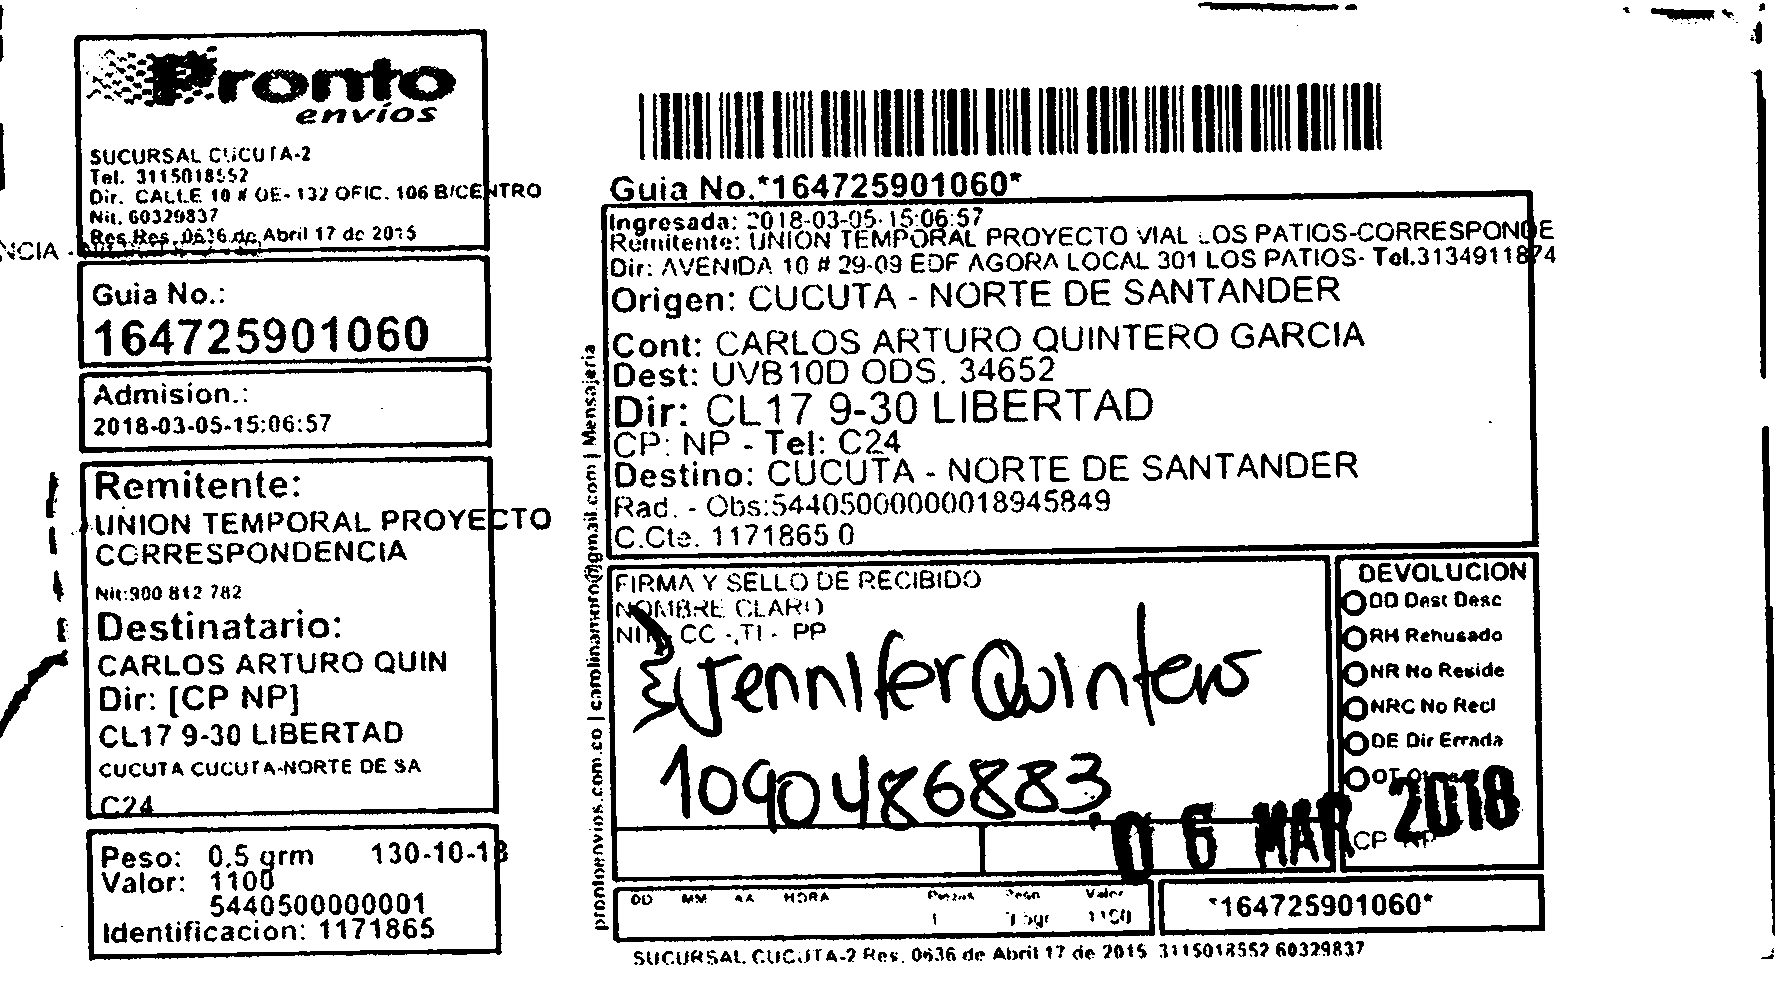 Pronto
envíos
SUCURSAL CUCUTA-2
Tel. 3115018552
Dir. CALLE 10 # OE-132 OFIC. 106 B/CENTRO
Nit. 60329837
Res Res. 0636 de Abril 17 de 2015
NCIA -
Guia No.:
164725901060
Admision.:
2018-03-05-15:06:57
Remitente:
UNION TEMPORAL PROYECTO
CORRESPONDENCIA
Nit:900 812 782
Destinatario:
CARLOS ARTURO QUIN
Dir: [CP NP]
CL17 9-30 LIBERTAD
CUCUTA CUCUTA-NORTE DE SA
C24
Peso: 0.5 grm 130-10-18
Valor: 1100
5440500000001
Identificacion: 1171865
prontoenvios.com.co | carolinamoro@gmail.com | Mensajeria
Guia No.*164725901060*
Ingresada: 2018-03-05-15:06:57
Remitente: UNION TEMPORAL PROYECTO VIAL LOS PATIOS-CORRESPONDE
Dir: AVENIDA 10 # 29-09 EDF AGORA LOCAL 301 LOS PATIOS- Tel.3134911874
Origen: CUCUTA - NORTE DE SANTANDER
Cont: CARLOS ARTURO QUINTERO GARCIA
Dest: UVB10D ODS. 34652
Dir: CL17 9-30 LIBERTAD
CP: NP - Tel: C24
Destino: CUCUTA - NORTE DE SANTANDER
Rad. - Obs:54405000000018945849
C.Cte. 1171865 0
FIRMA Y SELLO DE RECIBIDO
NOMBRE CLARO
NIT - CC -.TI - PP
Jennifer Quintero
1090486883
06 MAR 2018
DEVOLUCION
DD Dest Desc
RH Rehusado
NR No Reside
NRC No Recl
DE Dir Errada
OT
CP NP
DD MM AA HORA Piezas Peso Valor
1 1150
*164725901060*
SUCURSAL CUCUTA-2 Res. 0636 de Abril 17 de 2015 3115018552 60329837